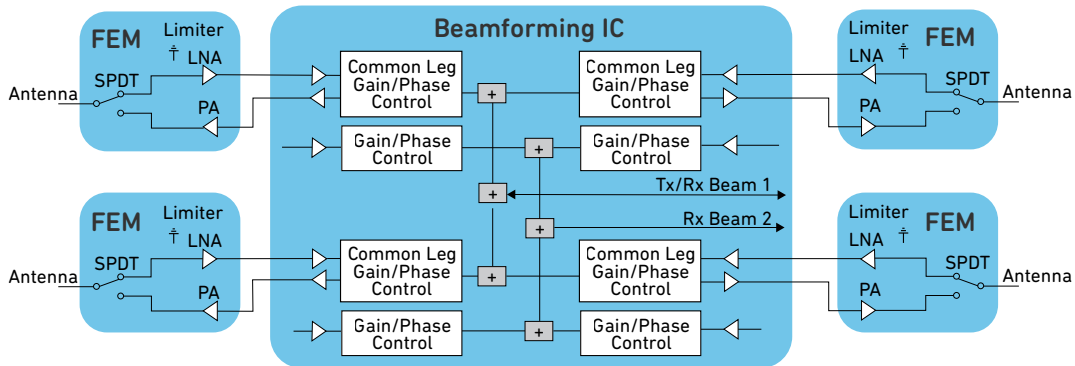 Beamforming IC
FEM
Limiter
LNA
SPDT
Antenna
PA
Common Leg
Gain/Phase
Control
+
Common Leg
Gain/Phase
Control
Limiter
FEM
LNA
SPDT
Antenna
PA
Gain/Phase
Control
+
Gain/Phase
Control
+
Tx/Rx Beam 1
+
Rx Beam 2
FEM
Limiter
LNA
SPDT
Antenna
PA
Common Leg
Gain/Phase
Control
+
Common Leg
Gain/Phase
Control
Limiter
FEM
LNA
SPDT
Antenna
PA
Gain/Phase
Control
+
Gain/Phase
Control